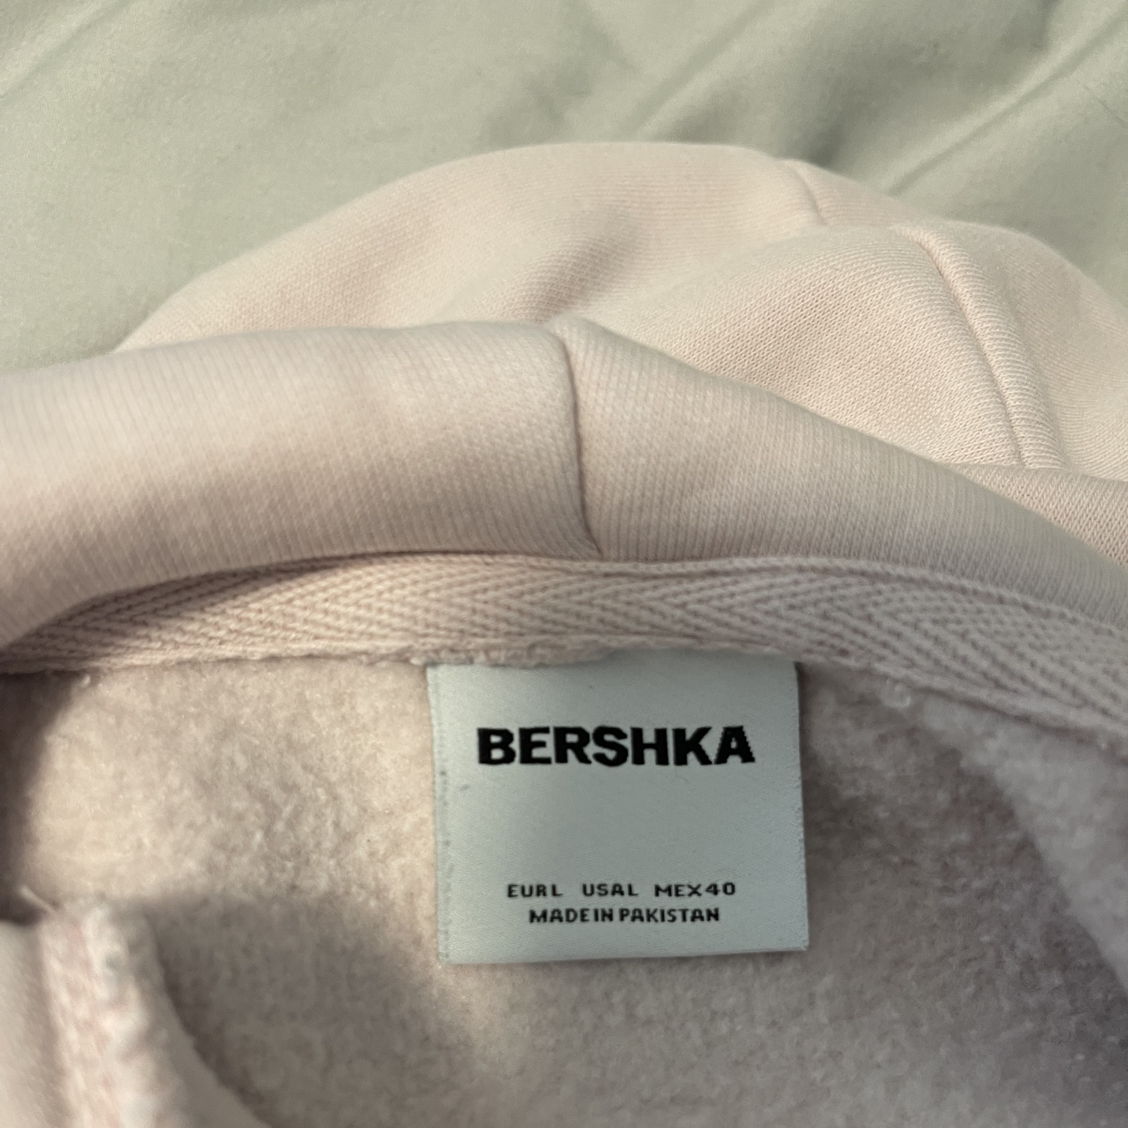 BERSHKA
EUR L USA L MEX 40
MADE IN PAKISTAN